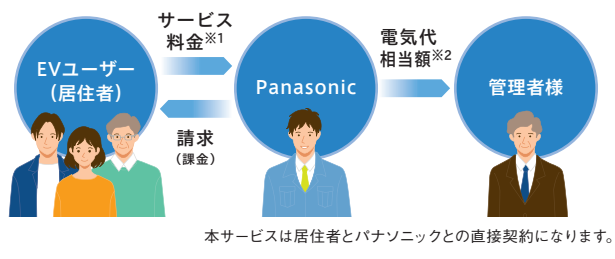 サービス
料金※1
EVユーザー
(居住者)
Panasonic
電気代
相当額※2
管理者様
請求
(課金)
本サービスは居住者とパナソニックとの直接契約になります。